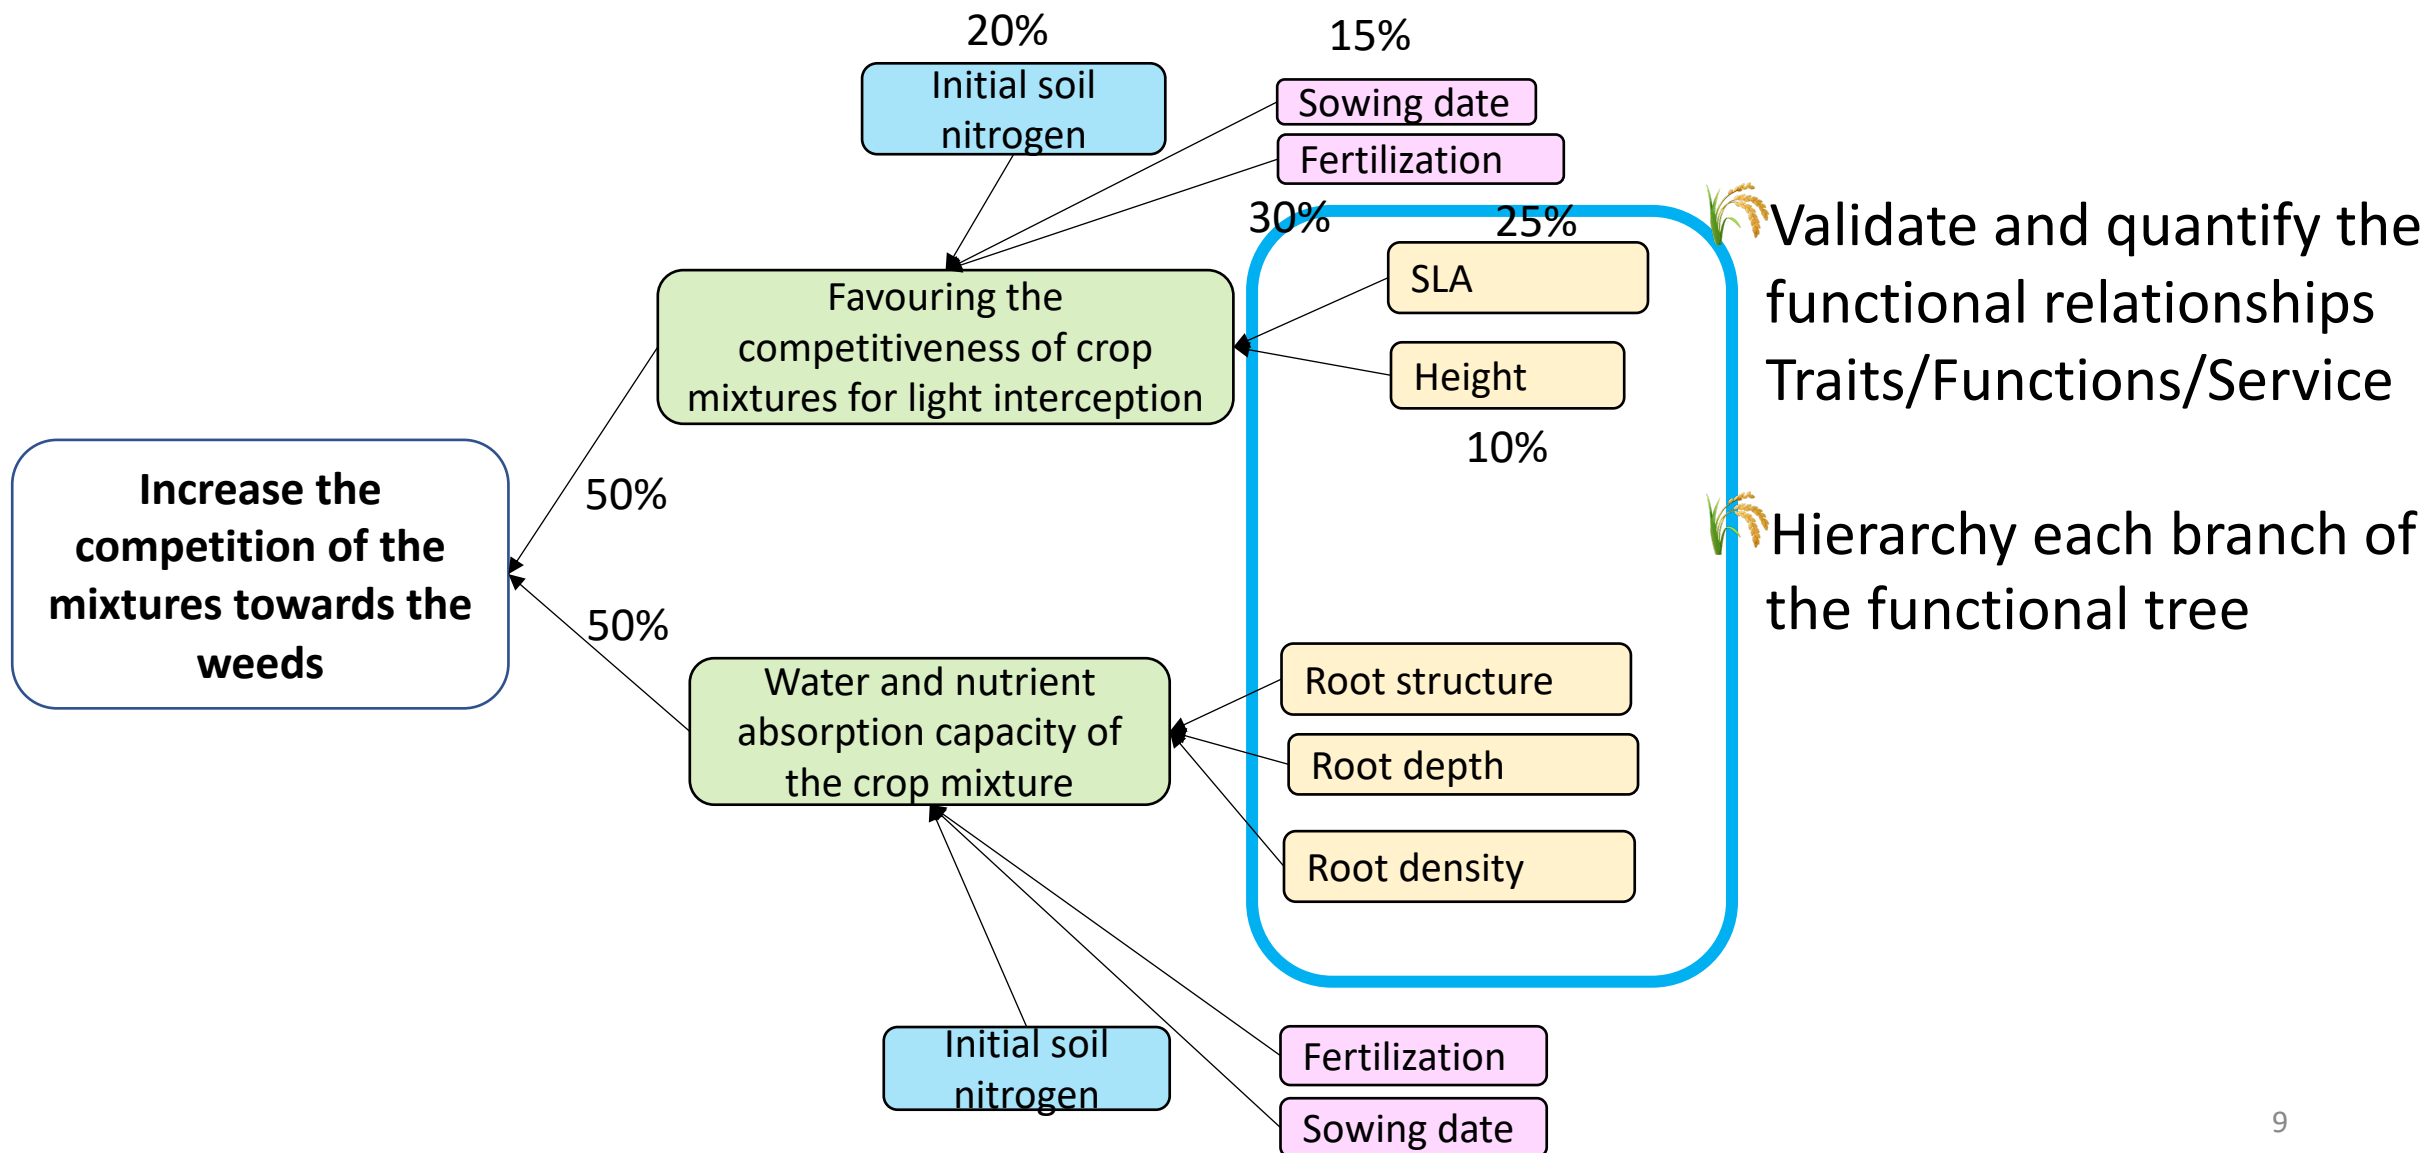 20%
Initial soil
nitrogen
15%
Sowing date
Fertilization
30%
25%
SLA
Height
10%
Favouring the
competitiveness of crop
mixtures for light interception
50%
Increase the
competition of the
mixtures towards the
weeds
50%
Water and nutrient
absorption capacity of
the crop mixture
Root structure
Root depth
Root density
Initial soil
nitrogen
Fertilization
Sowing date
Validate and quantify the
functional relationships
Traits/Functions/Service
Hierarchy each branch of
the functional tree
9